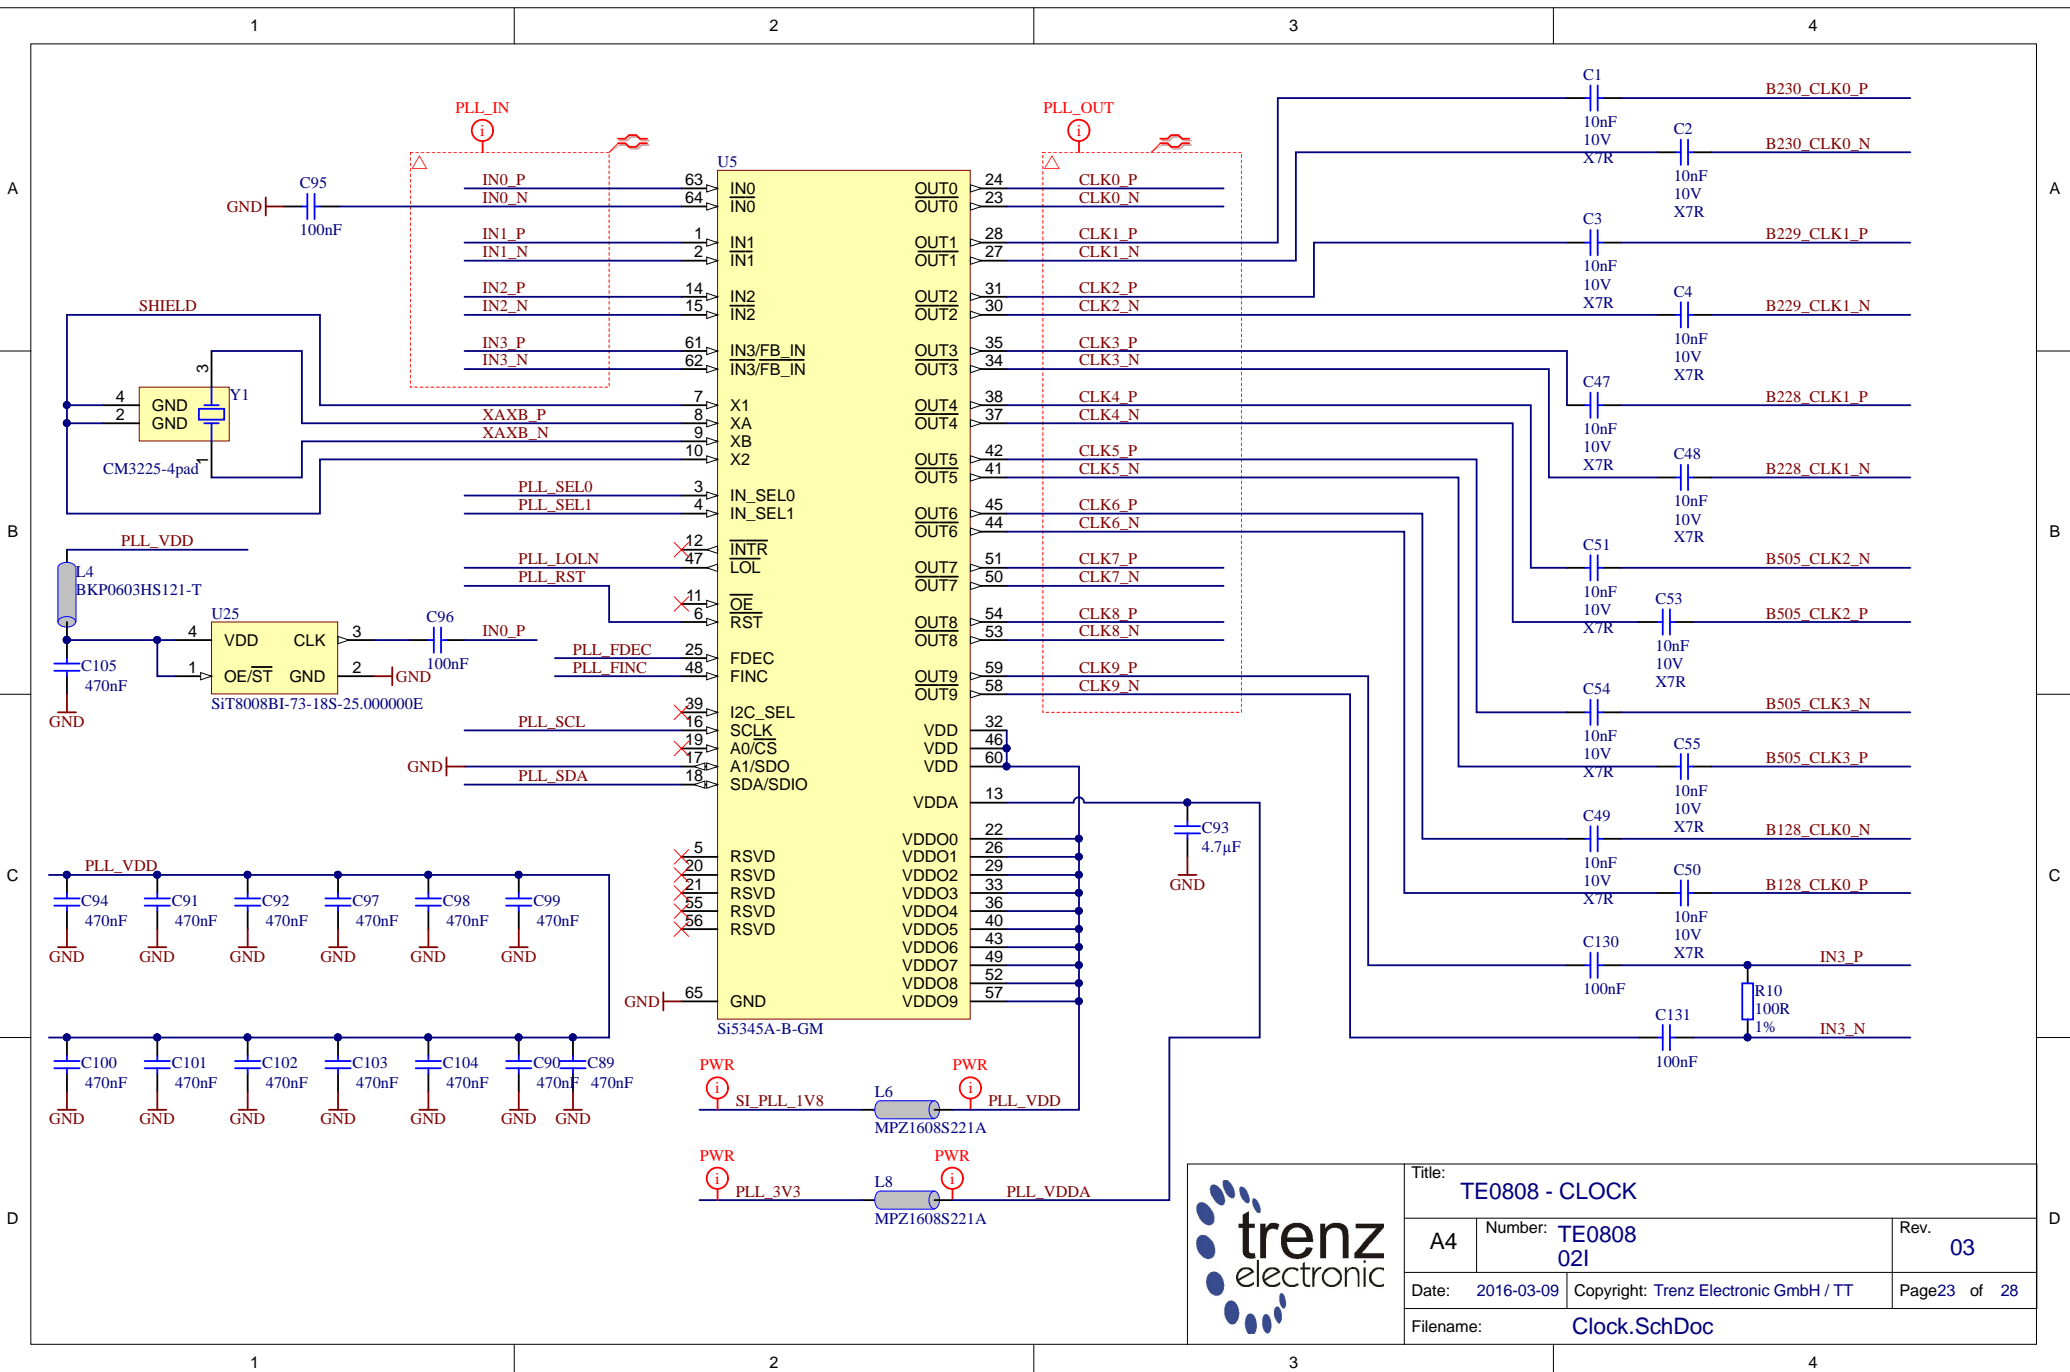 1
2
3
4
A
B
C
D
A
B
C
D
1
2
3
4
PLL_IN
i
C95
GND
100nF
IN0_P
IN0_N
IN1_P
IN1_N
IN2_P
IN2_N
IN3_P
IN3_N
SHIELD
3
4
2
GND
GND
Y1
1
CM3225-4pad
XAXB_P
XAXB_N
PLL_SEL0
PLL_SEL1
PLL_VDD
L4
BKP0603HS121-T
PLL_LOLN
PLL_RST
U25
4
VDD
CLK
3
1
OE/ST
GND
2
GND
SiT8008BI-73-18S-25.000000E
C96
100nF
IN0_P
C105
470nF
GND
PLL_FDEC
PLL_FINC
PLL_SCL
GND
PLL_SDA
U5
63 IN0
64 IN0
1 IN1
2 IN1
14 IN2
15 IN2
61 IN3/FB_IN
62 IN3/FB_IN
7 X1
8 XA
9 XB
10 X2
3 IN_SEL0
4 IN_SEL1
12 INTR
47 LOL
11 OE
6 RST
25 FDEC
48 FINC
39 I2C_SEL
16 SCLK
19 A0/CS
17 A1/SDO
18 SDA/SDIO
5 RSVD
20 RSVD
21 RSVD
55 RSVD
56 RSVD
GND 65 GND
Si5345A-B-GM
PLL_OUT
i
OUT0 24 CLK0_P
OUT0 23 CLK0_N
OUT1 28 CLK1_P
OUT1 27 CLK1_N
OUT2 31 CLK2_P
OUT2 30 CLK2_N
OUT3 35 CLK3_P
OUT3 34 CLK3_N
OUT4 38 CLK4_P
OUT4 37 CLK4_N
OUT5 42 CLK5_P
OUT5 41 CLK5_N
OUT6 45 CLK6_P
OUT6 44 CLK6_N
OUT7 51 CLK7_P
OUT7 50 CLK7_N
OUT8 54 CLK8_P
OUT8 53 CLK8_N
OUT9 59 CLK9_P
OUT9 58 CLK9_N
VDD 32
VDD 46
VDD 60
VDDA 13
VDDO0 22
VDDO1 26
VDDO2 29
VDDO3 33
VDDO4 36
VDDO5 40
VDDO6 43
VDDO7 49
VDDO8 52
VDDO9 57
C93
4.7µF
GND
C1
10nF
10V
X7R
B230_CLK0_P
C2
10nF
10V
X7R
B230_CLK0_N
C3
10nF
10V
X7R
B229_CLK1_P
C4
10nF
10V
X7R
B229_CLK1_N
C47
10nF
10V
X7R
B228_CLK1_P
C48
10nF
10V
X7R
B228_CLK1_N
C51
10nF
10V
X7R
B505_CLK2_N
C53
10nF
10V
X7R
B505_CLK2_P
C54
10nF
10V
X7R
B505_CLK3_N
C55
10nF
10V
X7R
B505_CLK3_P
C49
10nF
10V
X7R
B128_CLK0_N
C50
10nF
10V
X7R
B128_CLK0_P
C130
100nF
IN3_P
R10
100R
1%
C131
100nF
IN3_N
PLL_VDD
C94
470nF
GND
C91
470nF
GND
C92
470nF
GND
C97
470nF
GND
C98
470nF
GND
C99
470nF
GND
C100
470nF
GND
C101
470nF
GND
C102
470nF
GND
C103
470nF
GND
C104
470nF
GND
C90
470nF
GND
C89
470nF
GND
PWR
i
SI_PLL_1V8
L6
MPZ1608S221A
PWR
i
PLL_VDD
PWR
i
PLL_3V3
L8
MPZ1608S221A
PWR
i
PLL_VDDA
trenz
electronic
Title:
TE0808 - CLOCK
A4
Number: TE0808
02I
Rev.
03
Date: 2016-03-09
Copyright: Trenz Electronic GmbH / TT
Page23 of 28
Filename: Clock.SchDoc